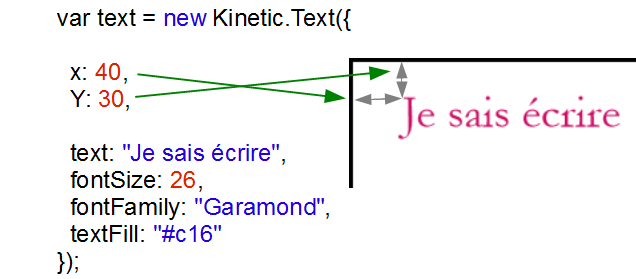 var text = new Kinetic.Text({
x: 40,
Y: 30,
Je sais écrire
text: "Je sais écrire",
fontSize: 26,
fontFamily: "Garamond",
textFill: "#c16"
});